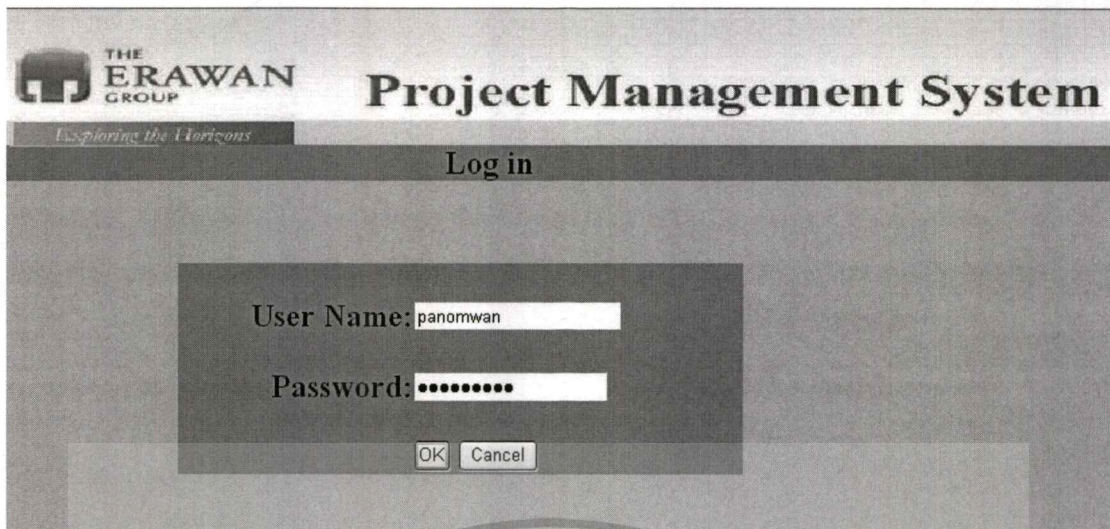 THE
ERAWAN
GROUP
Project Management System
Exploring the Horizons
Log in
User Name: panomwan
Password: •••••••••
OK Cancel